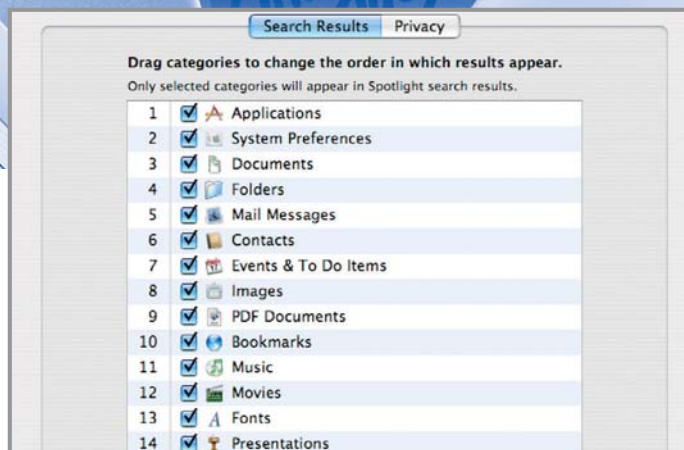 Search Results Privacy
Drag categories to change the order in which results appear.
Only selected categories will appear in Spotlight search results.
1 Applications
2 System Preferences
3 Documents
4 Folders
5 Mail Messages
6 Contacts
7 Events & To Do Items
8 Images
9 PDF Documents
10 Bookmarks
11 Music
12 Movies
13 Fonts
14 Presentations